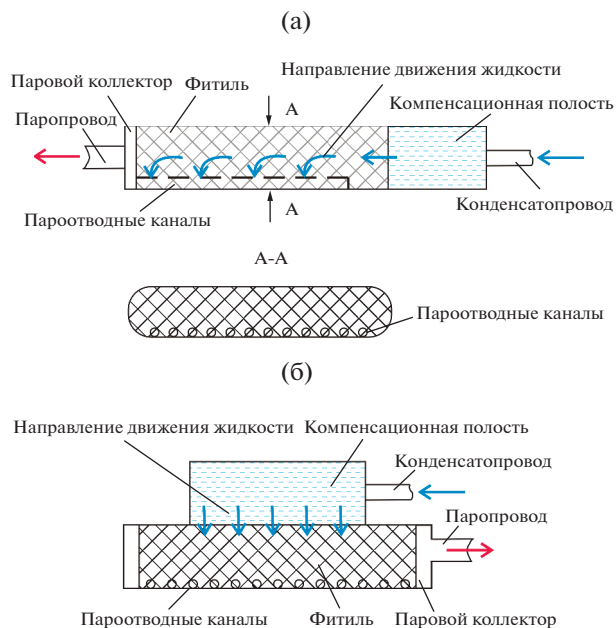 (а)
Паровой коллектор
Фитиль
Направление движения жидкости
Паропровод
А
Компенсационная полость
Пароотводные каналы
А
Конденсатопровод
А-А
Пароотводные каналы
(б)
Направление движения жидкости
Компенсационная полость
Конденсатопровод
Паропровод
Пароотводные каналы
Фитиль
Паровой коллектор